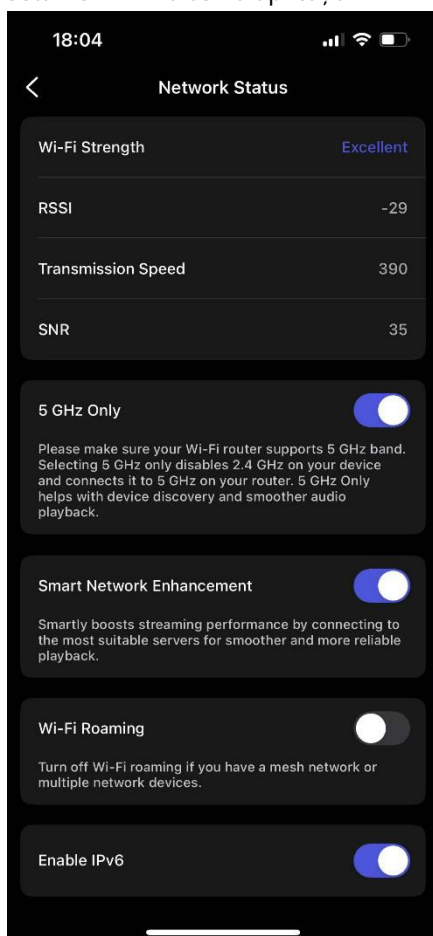 18:04
Network Status
Wi-Fi Strength Excellent
RSSI -29
Transmission Speed 390
SNR 35
5 GHz Only
Please make sure your Wi-Fi router supports 5 GHz band.
Selecting 5 GHz only disables 2.4 GHz on your device
and connects it to 5 GHz on your router. 5 GHz Only
helps with device discovery and smoother audio
playback.
Smart Network Enhancement
Smartly boosts streaming performance by connecting to
the most suitable servers for smoother and more reliable
playback.
Wi-Fi Roaming
Turn off Wi-Fi roaming if you have a mesh network or
multiple network devices.
Enable IPv6